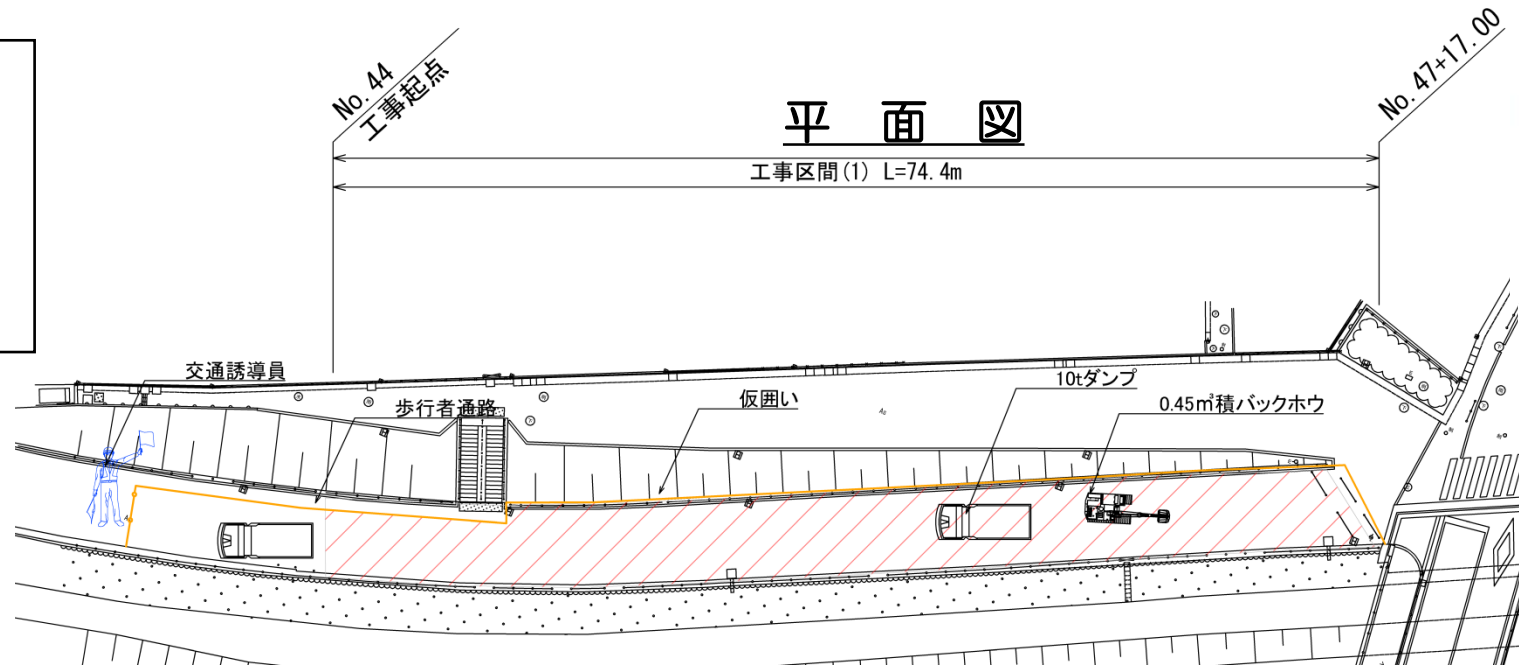 No.44
工事起点
平面図
No.47+17.00
工事区間(1) L=74.4m
交通誘導員
歩行者通路
仮囲い
10tダンプ
0.45㎥積バックホウ
As